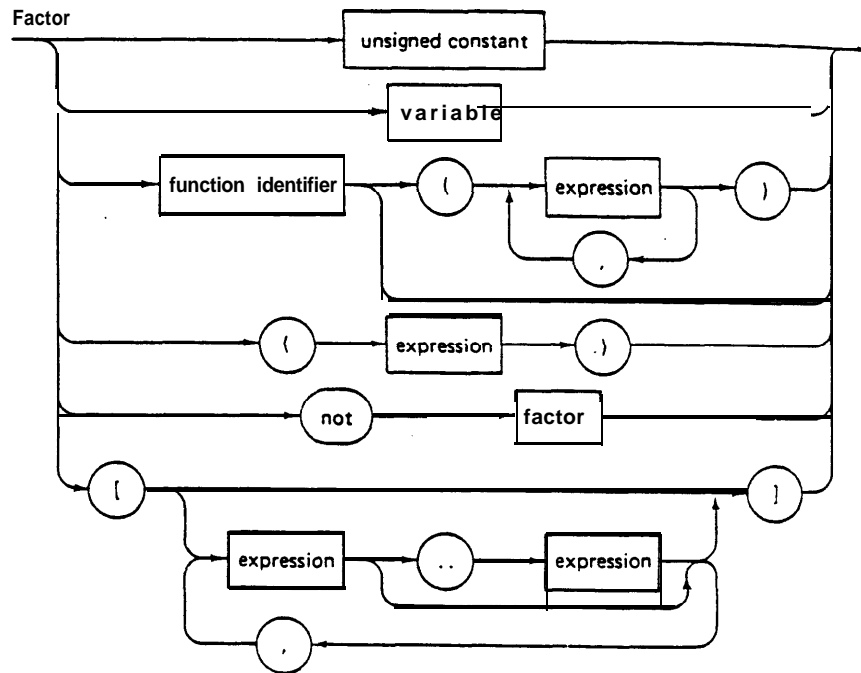 Factor
unsigned constant
variable
function identifier
( expression )
,
( expression .)
not factor
[ ]
expression .. expression
,